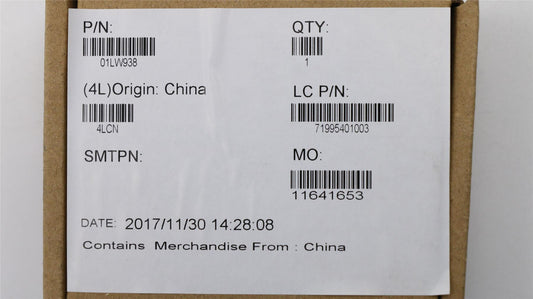 P/N:
QTY:
01LW938
1
(4L)Origin: China
LC P/N:
4LCN
71995401003
SMTPN:
MO:
11641653
DATE: 2017/11/30 14:28:08
Contains Merchandise From : China